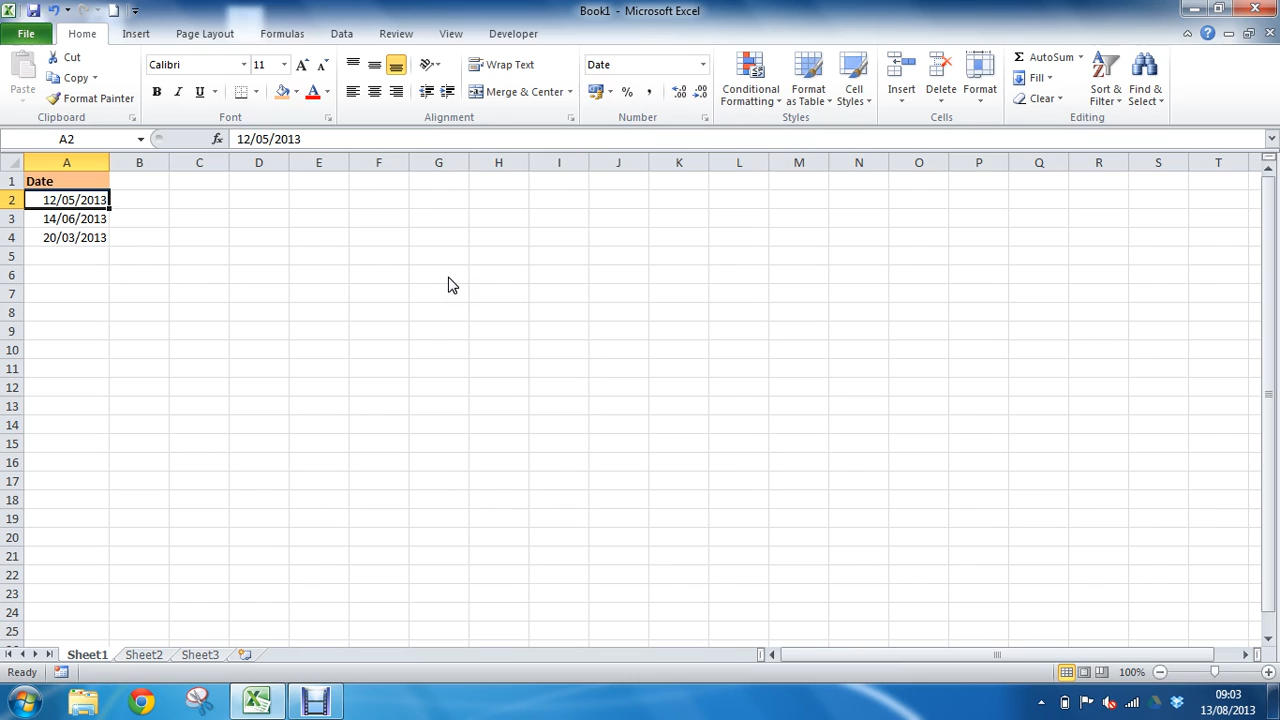 Book1 - Microsoft Excel
File Home Insert Page Layout Formulas Data Review View Developer
Paste
Cut
Copy
Format Painter
Clipboard
Calibri 11
B I U
Font
Wrap Text
Merge & Center
Alignment
Date
%
Number
Conditional Formatting
Format as Table
Cell Styles
Styles
Insert
Delete
Format
Cells
AutoSum
Fill
Clear
Sort & Filter
Find & Select
Editing
A2 fx 12/05/2013
A B C D E F G H I J K L M N O P Q R S T
1 Date
2 12/05/2013
3 14/06/2013
4 20/03/2013
5
6
7
8
9
10
11
12
13
14
15
16
17
18
19
20
21
22
23
24
25
Sheet1 Sheet2 Sheet3
Ready 100%
09:03
13/08/2013